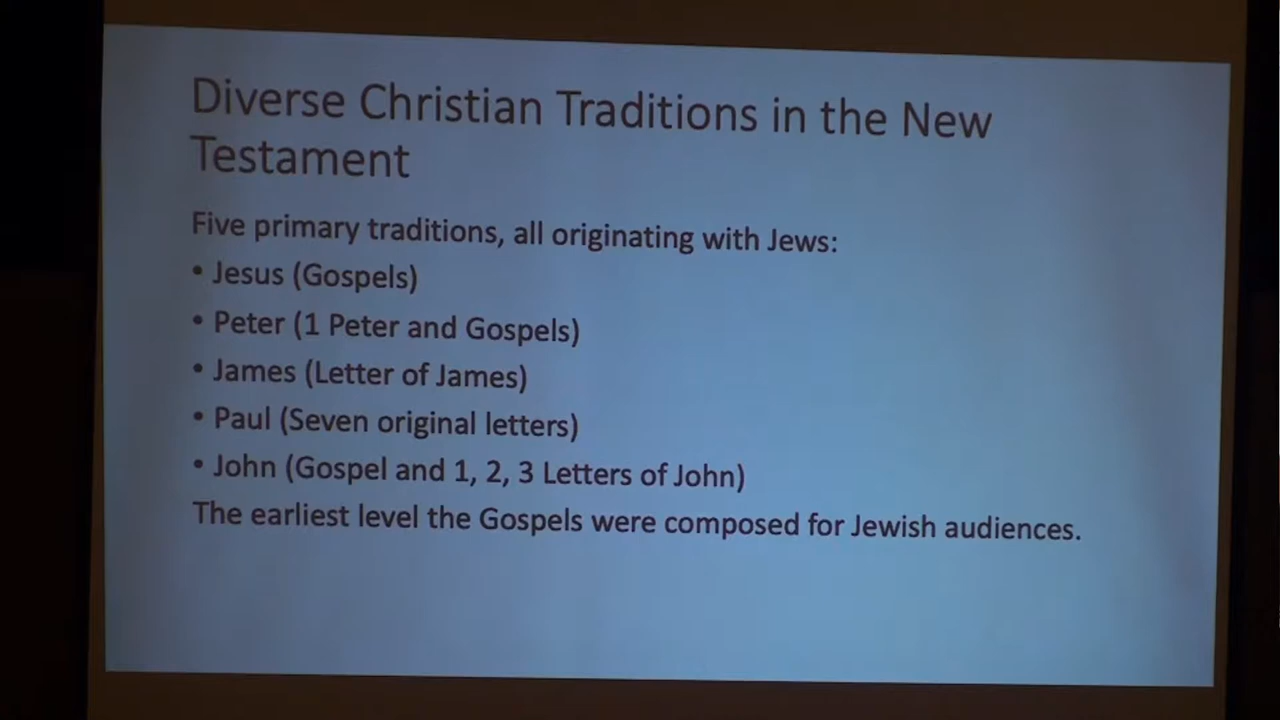 Diverse Christian Traditions in the New
Testament
Five primary traditions, all originating with Jews:
• Jesus (Gospels)
• Peter (1 Peter and Gospels)
• James (Letter of James)
• Paul (Seven original letters)
• John (Gospel and 1, 2, 3 Letters of John)
The earliest level the Gospels were composed for Jewish audiences.